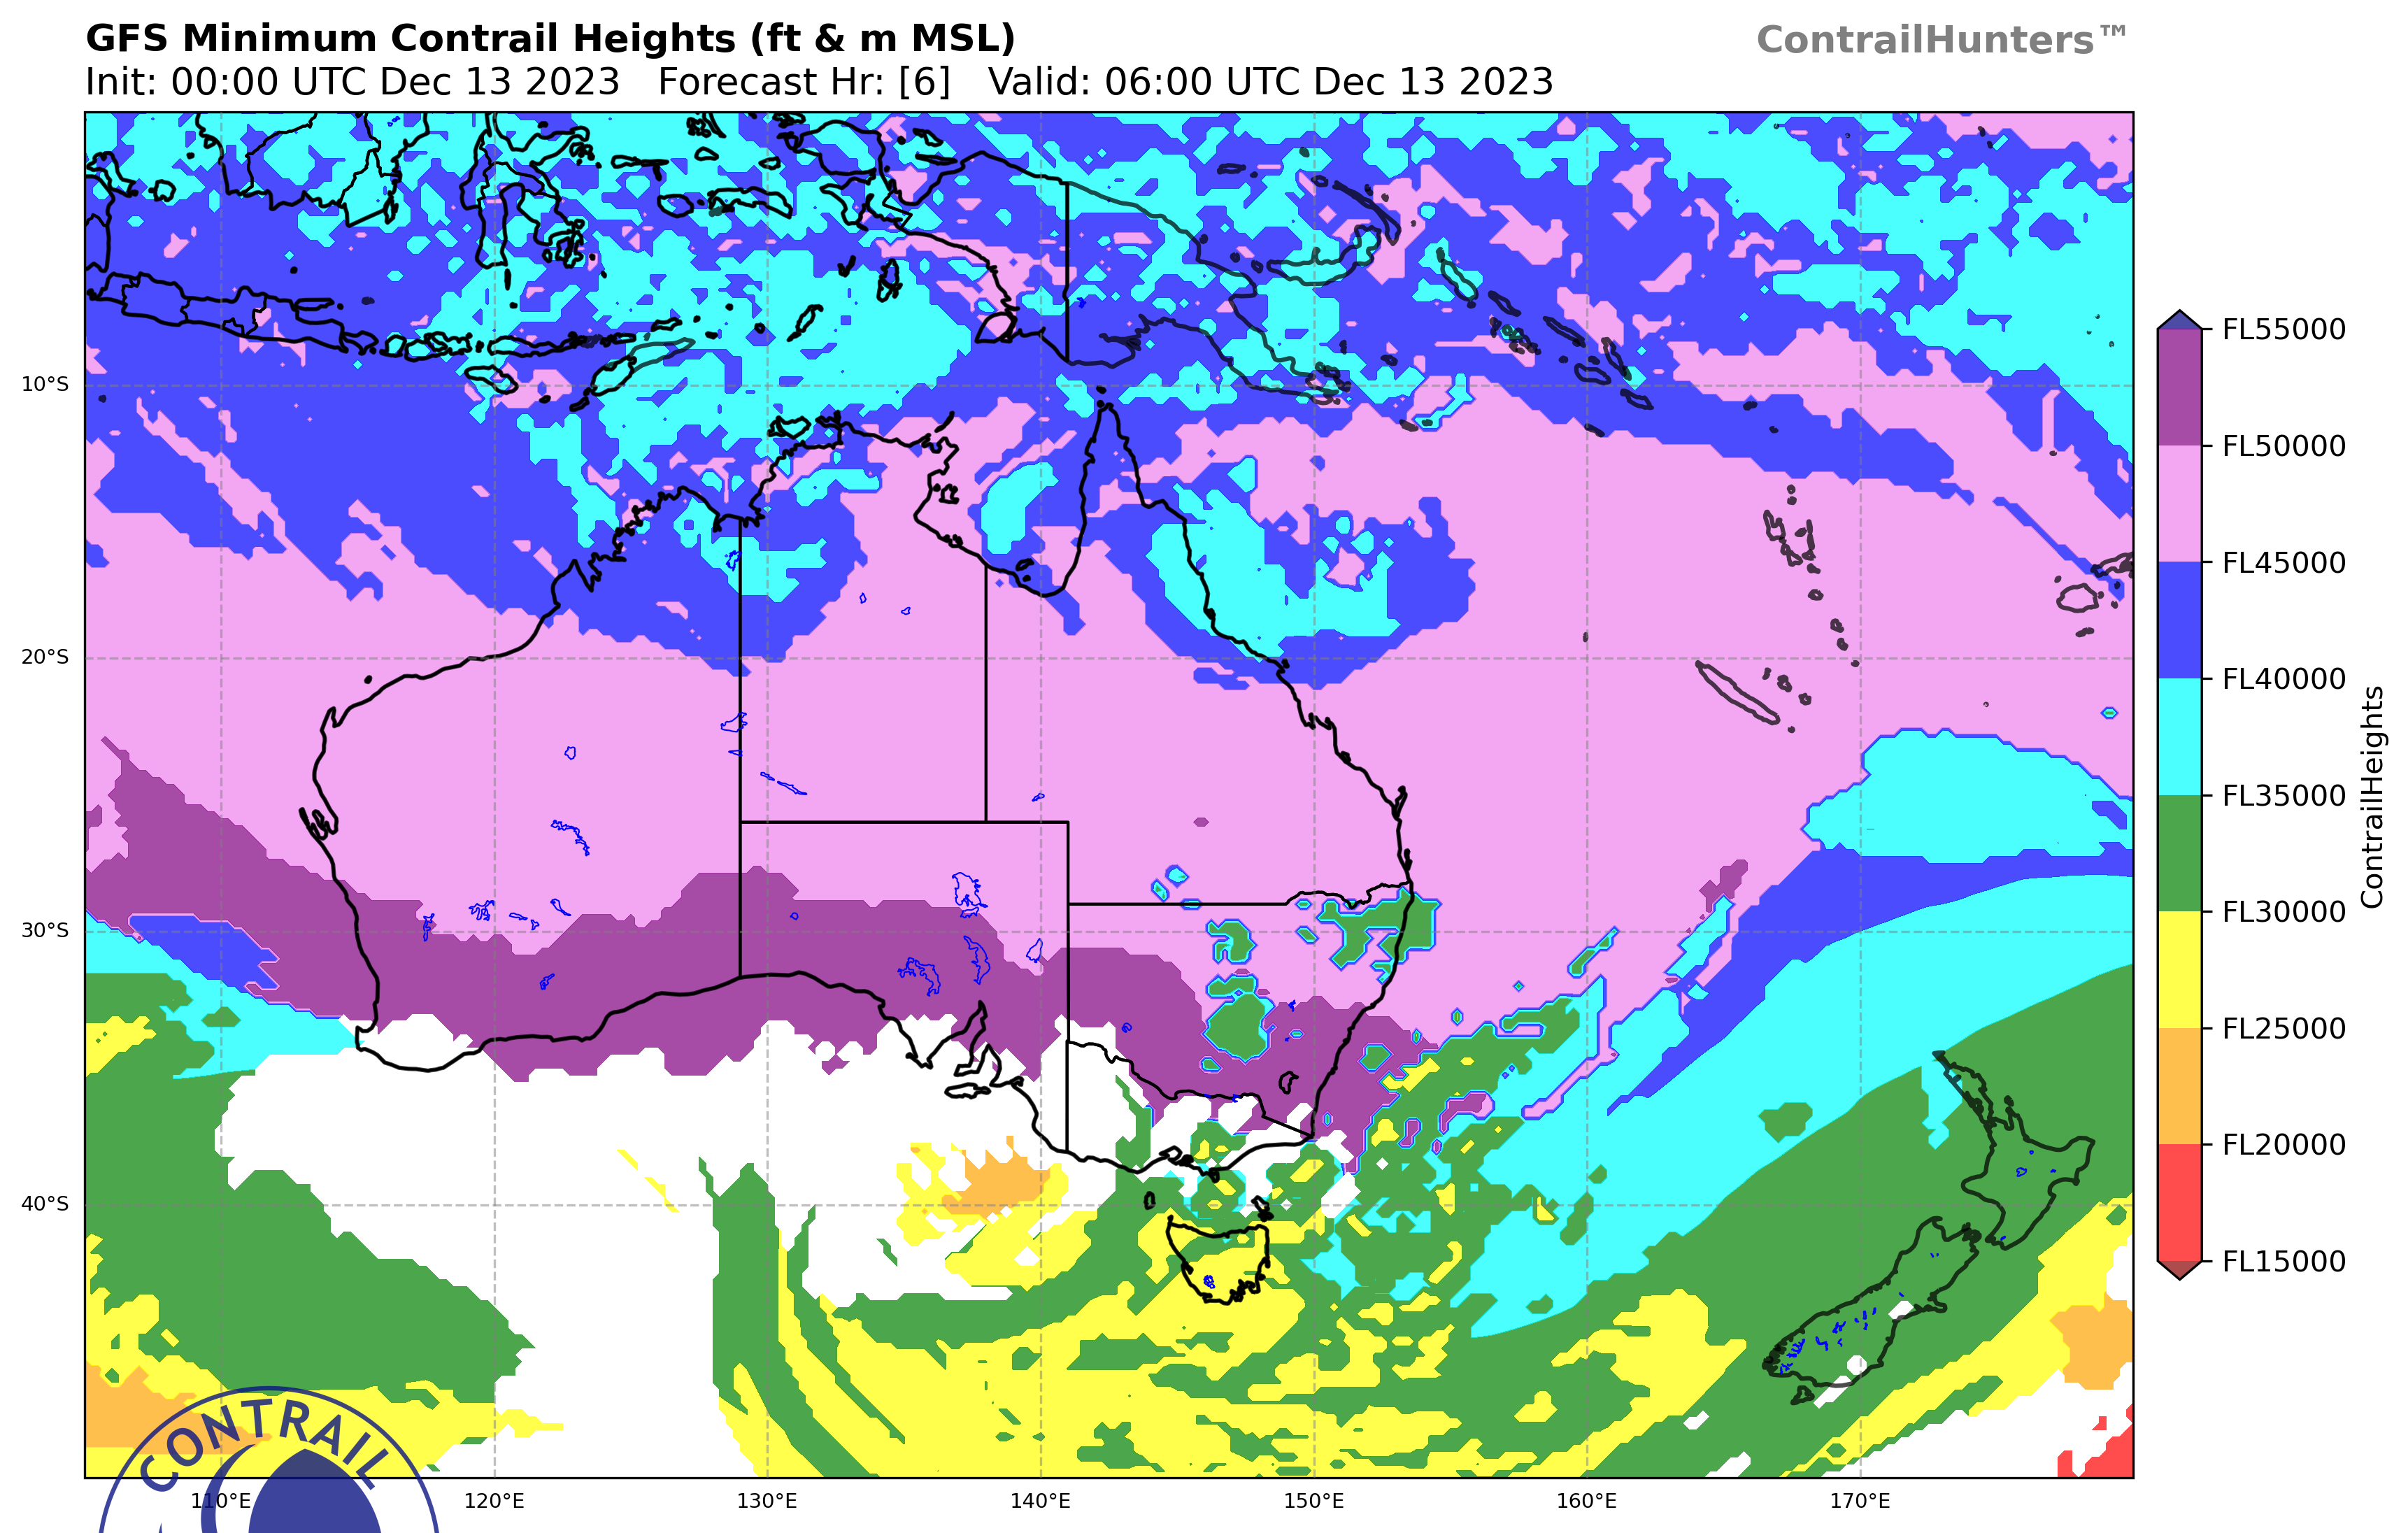 GFS Minimum Contrail Heights (ft & m MSL)
ContrailHunters™
Init: 00:00 UTC Dec 13 2023   Forecast Hr: [6]   Valid: 06:00 UTC Dec 13 2023
10°S
20°S
30°S
40°S
110°E
120°E
130°E
140°E
150°E
160°E
170°E
FL55000
FL50000
FL45000
FL40000
FL35000
FL30000
FL25000
FL20000
FL15000
ContrailHeights
CONTRAIL